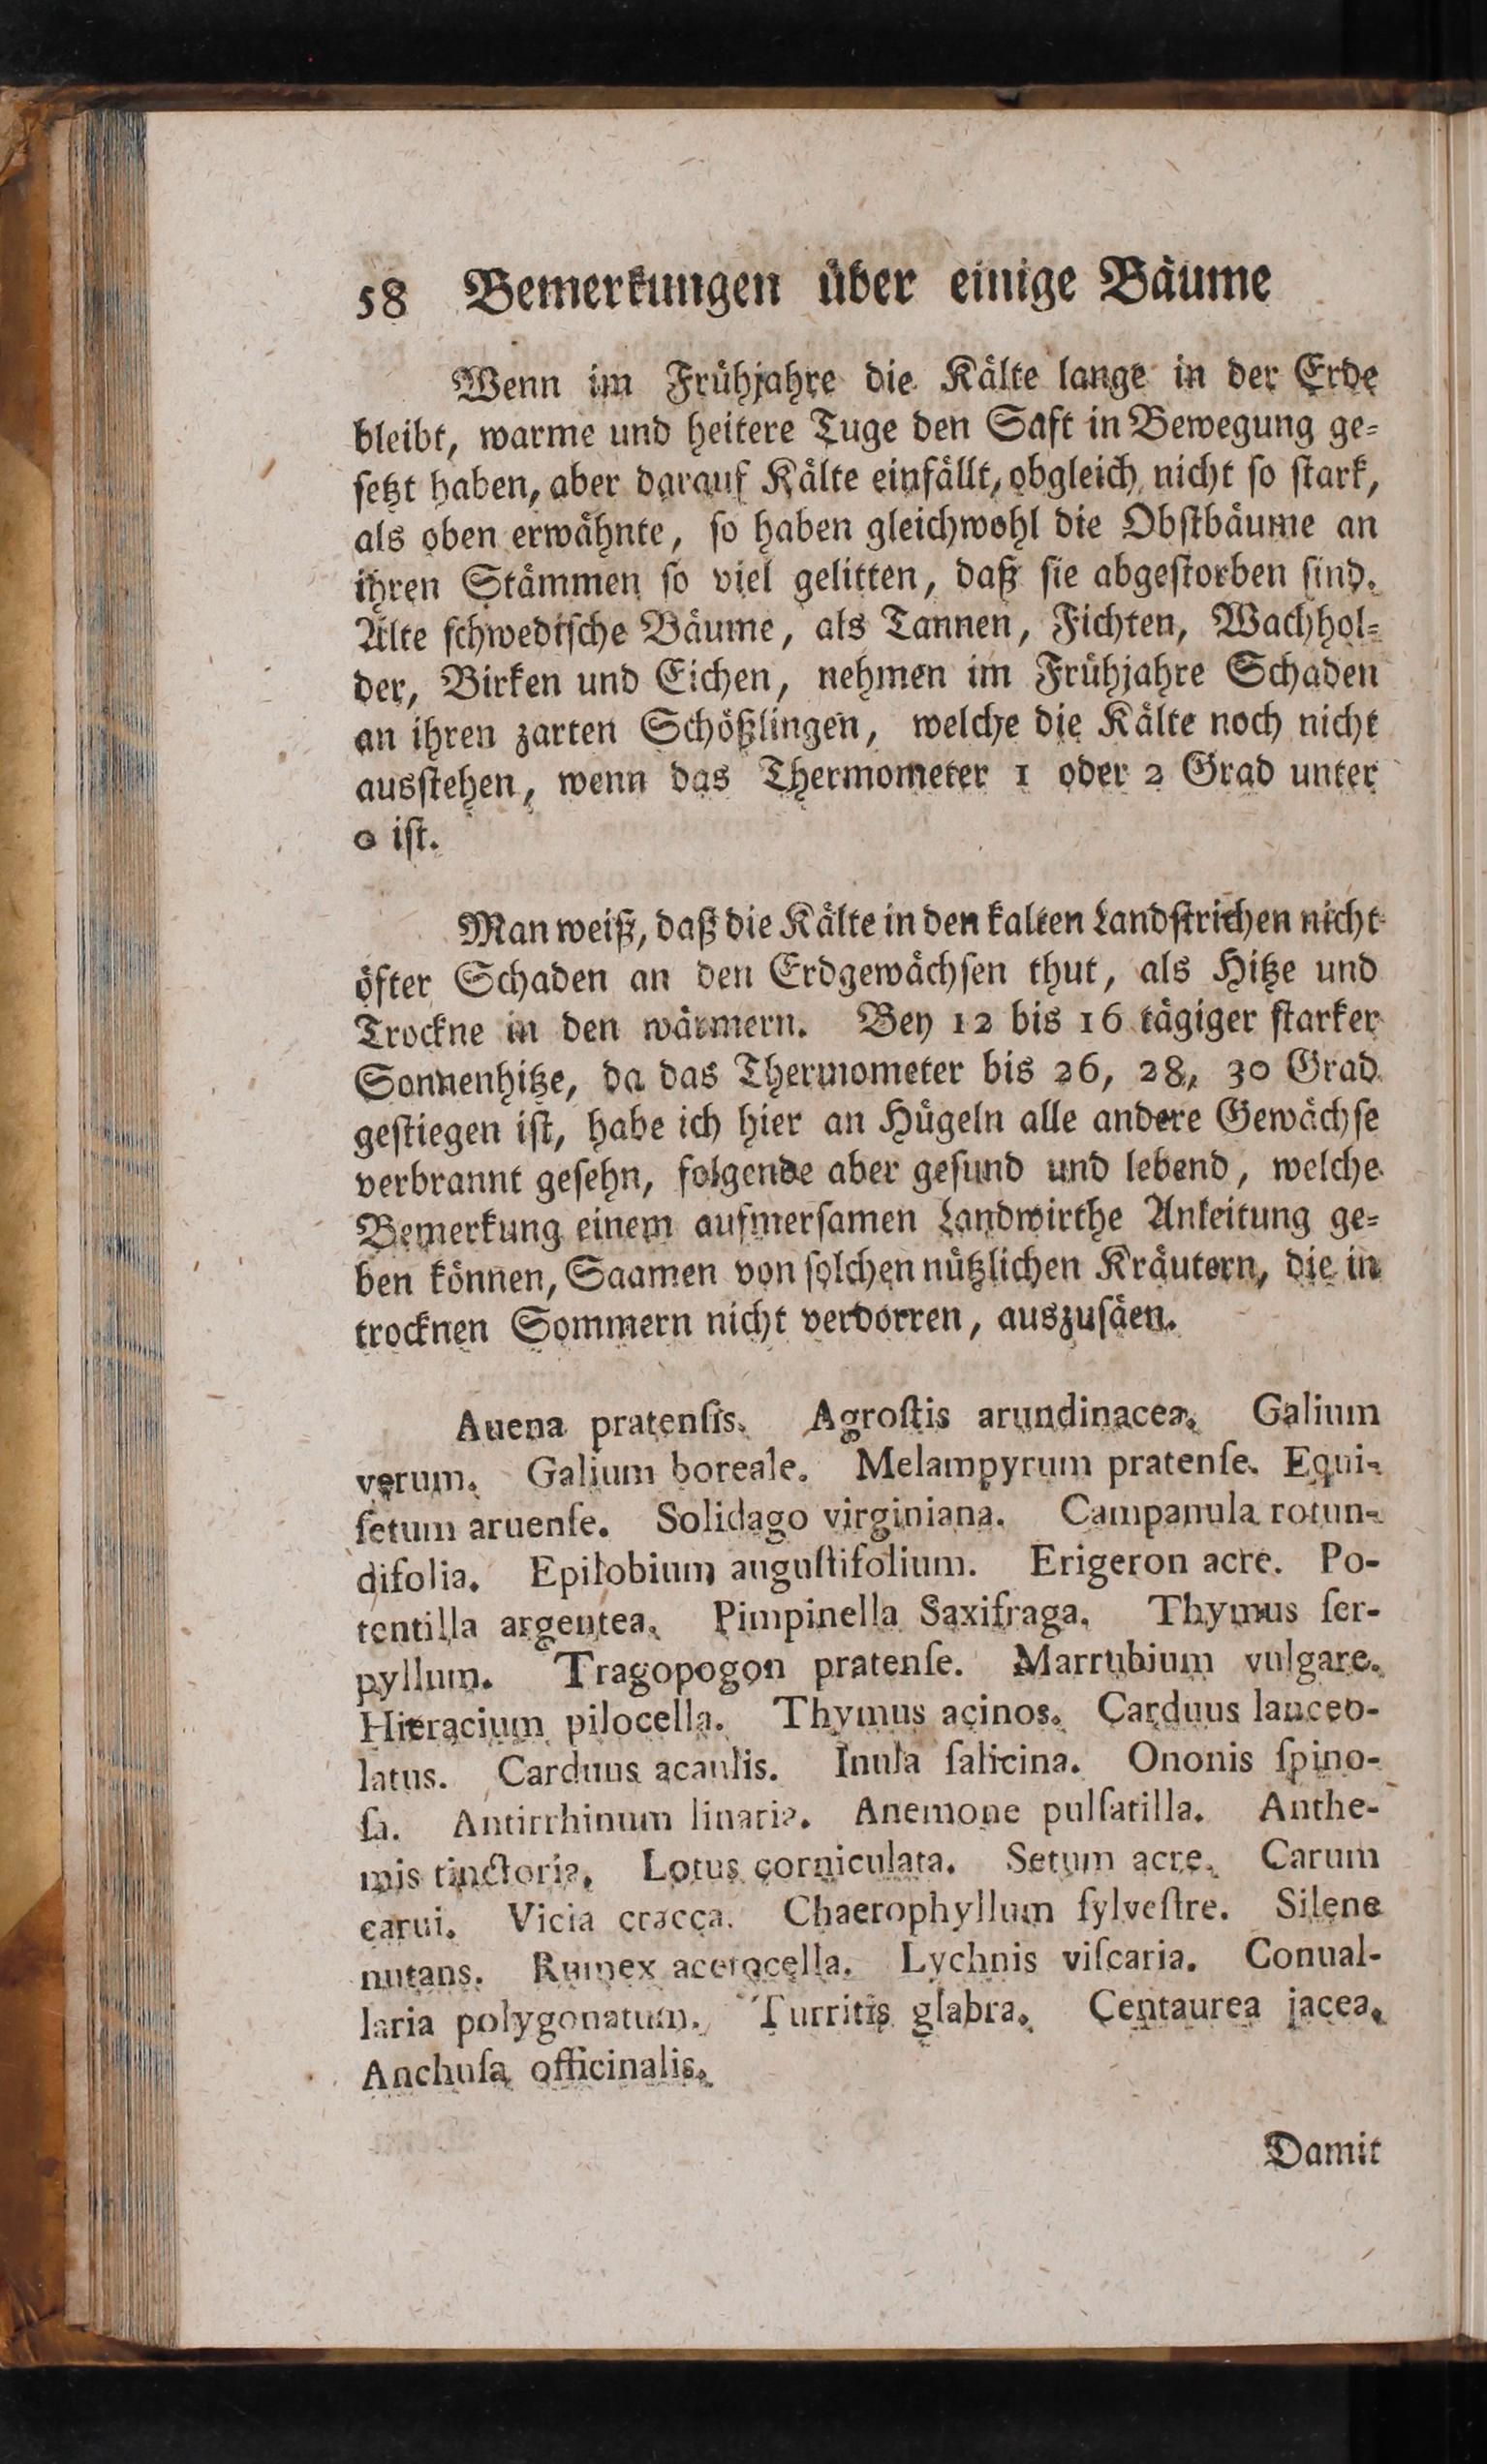 58 Bemerkungen über einige Bäume
Wenn im Frühjahre die Kälte lange in der Erde
bleibt, warme und heitere Tuge den Saft in Bewegung ge-
ſetzt haben, aber darauf Kälte einfällt, obgleich nicht ſo ſtark,
als oben erwähnte, ſo haben gleichwohl die Obſtbäume an
ihren Stämmen ſo viel gelitten, daß ſie abgeſtorben ſind.
Alte ſchwediſche Bäume, als Tannen, Fichten, Wachhol-
der, Birken und Eichen, nehmen im Frühjahre Schaden
an ihren zarten Schößlingen, welche die Kälte noch nicht
ausſtehen, wenn das Thermometer 1 oder 2 Grad unter
0 iſt.
Man weiß, daß die Kälte in den kalten Landſtrichen nicht
öfter Schaden an den Erdgewächſen thut, als Hitze und
Trockne in den wärmern. Bey 12 bis 16 tägiger ſtarker
Sonnenhitze, da das Thermometer bis 26, 28, 30 Grad
geſtiegen iſt, habe ich hier an Hügeln alle andere Gewächſe
verbrannt geſehn, folgende aber geſund und lebend, welche
Bemerkung einem aufmerſamen Landwirthe Anleitung ge-
ben können, Saamen von ſolchen nützlichen Kräutern, die in
trocknen Sommern nicht verdorren, auszuſäen.
Auena pratenſis. Agroſtis arundinacea. Galium
verum. Galium boreale. Melampyrum pratenſe. Equi-
ſetum aruenſe. Solidago virginiana. Campanula rotun-
difolia. Epilobium auguſtifolium. Erigeron acre. Po-
tentilla argentea. Pimpinella Saxifraga. Thymus ſer-
pyllum. Tragopogon pratenſe. Marrubium vulgare.
Hieracium pilocella. Thymus acinos. Carduus lanceo-
latus. Carduus acaulis. Inula ſalicina. Ononis ſpino-
ſa. Antirrhinum linaria. Anemone pulſatilla. Anthe-
mis tinctoria. Lotus corniculata. Setum acre. Carum
carui. Vicia cracca. Chaerophyllum ſylveſtre. Silene
nutans. Rumex acetocella. Lychnis viſcaria. Conual-
laria polygonatum. Turritis glabra. Centaurea jacea.
Anchuſa officinalis.
Damit